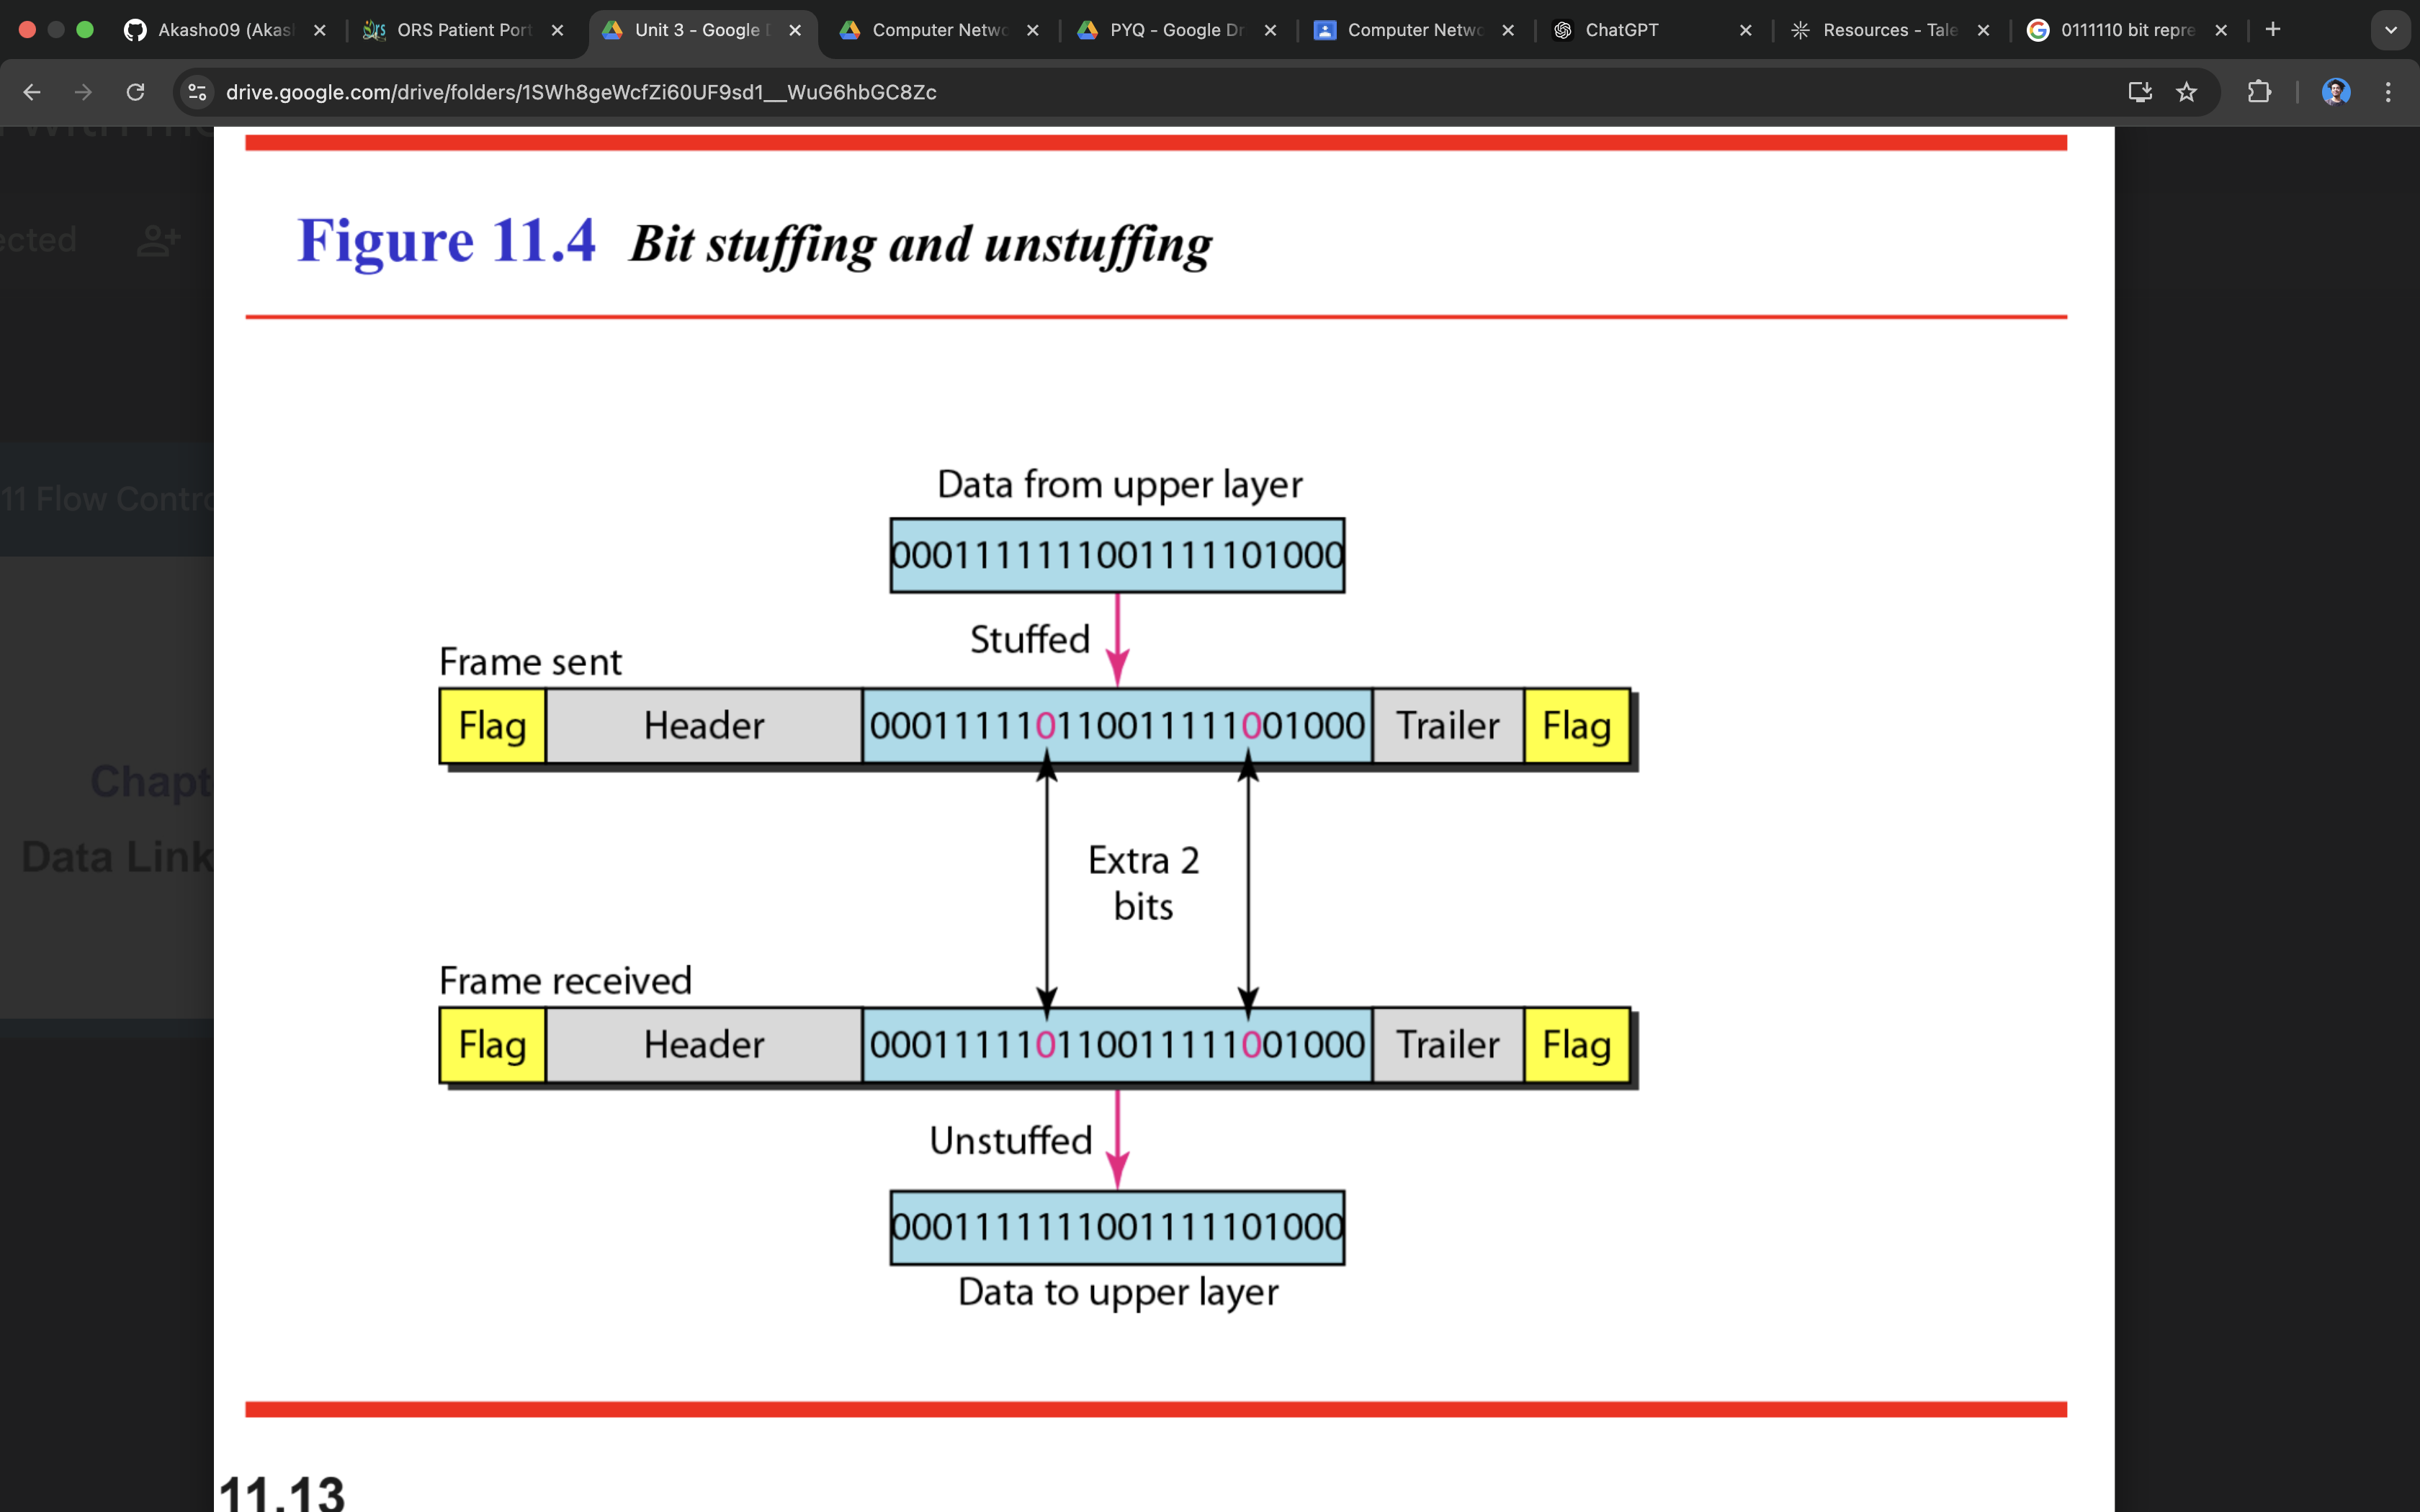 Akasho09 (Akas
ORS Patient Port
Unit 3 - Google D
Computer Netwo
PYQ - Google Dr
Computer Netwo
ChatGPT
Resources - Tale
0111110 bit repre
drive.google.com/drive/folders/1SWh8geWcfZi60UF9sd1__WuG6hbGC8Zc
ected
11 Flow Contro
Chapt
Data Link
Figure 11.4 Bit stuffing and unstuffing
Data from upper layer
0001111111001111101000
Stuffed
Frame sent
Flag Header 000111110110011111001000 Trailer Flag
Extra 2
bits
Frame received
Flag Header 000111110110011111001000 Trailer Flag
Unstuffed
0001111111001111101000
Data to upper layer
11.13